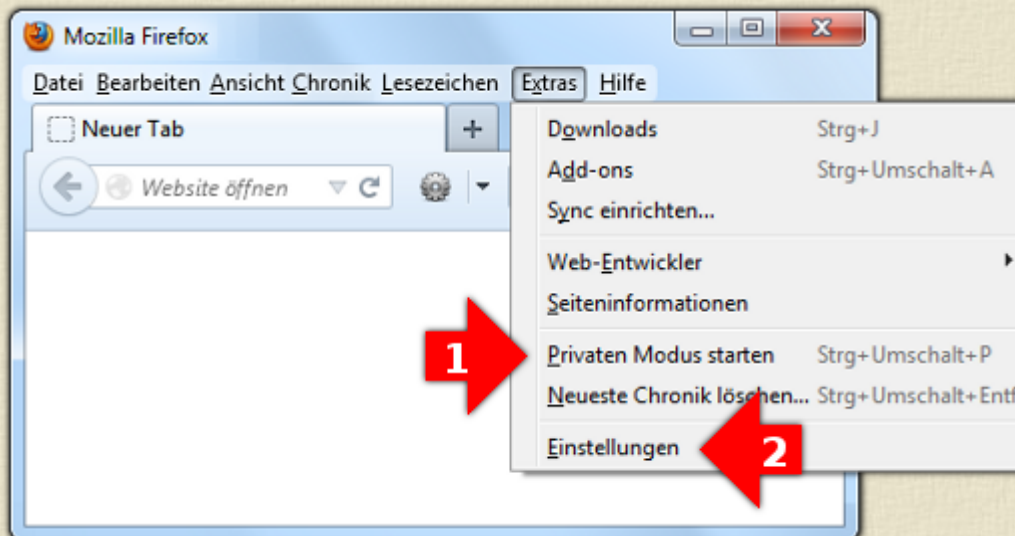 Mozilla Firefox
Datei Bearbeiten Ansicht Chronik Lesezeichen Extras Hilfe
Neuer Tab +
Website öffnen
Downloads Strg+J
Add-ons Strg+Umschalt+A
Sync einrichten...
Web-Entwickler
Seiteninformationen
1 Privaten Modus starten Strg+Umschalt+P
Neueste Chronik löschen... Strg+Umschalt+Entf
Einstellungen 2